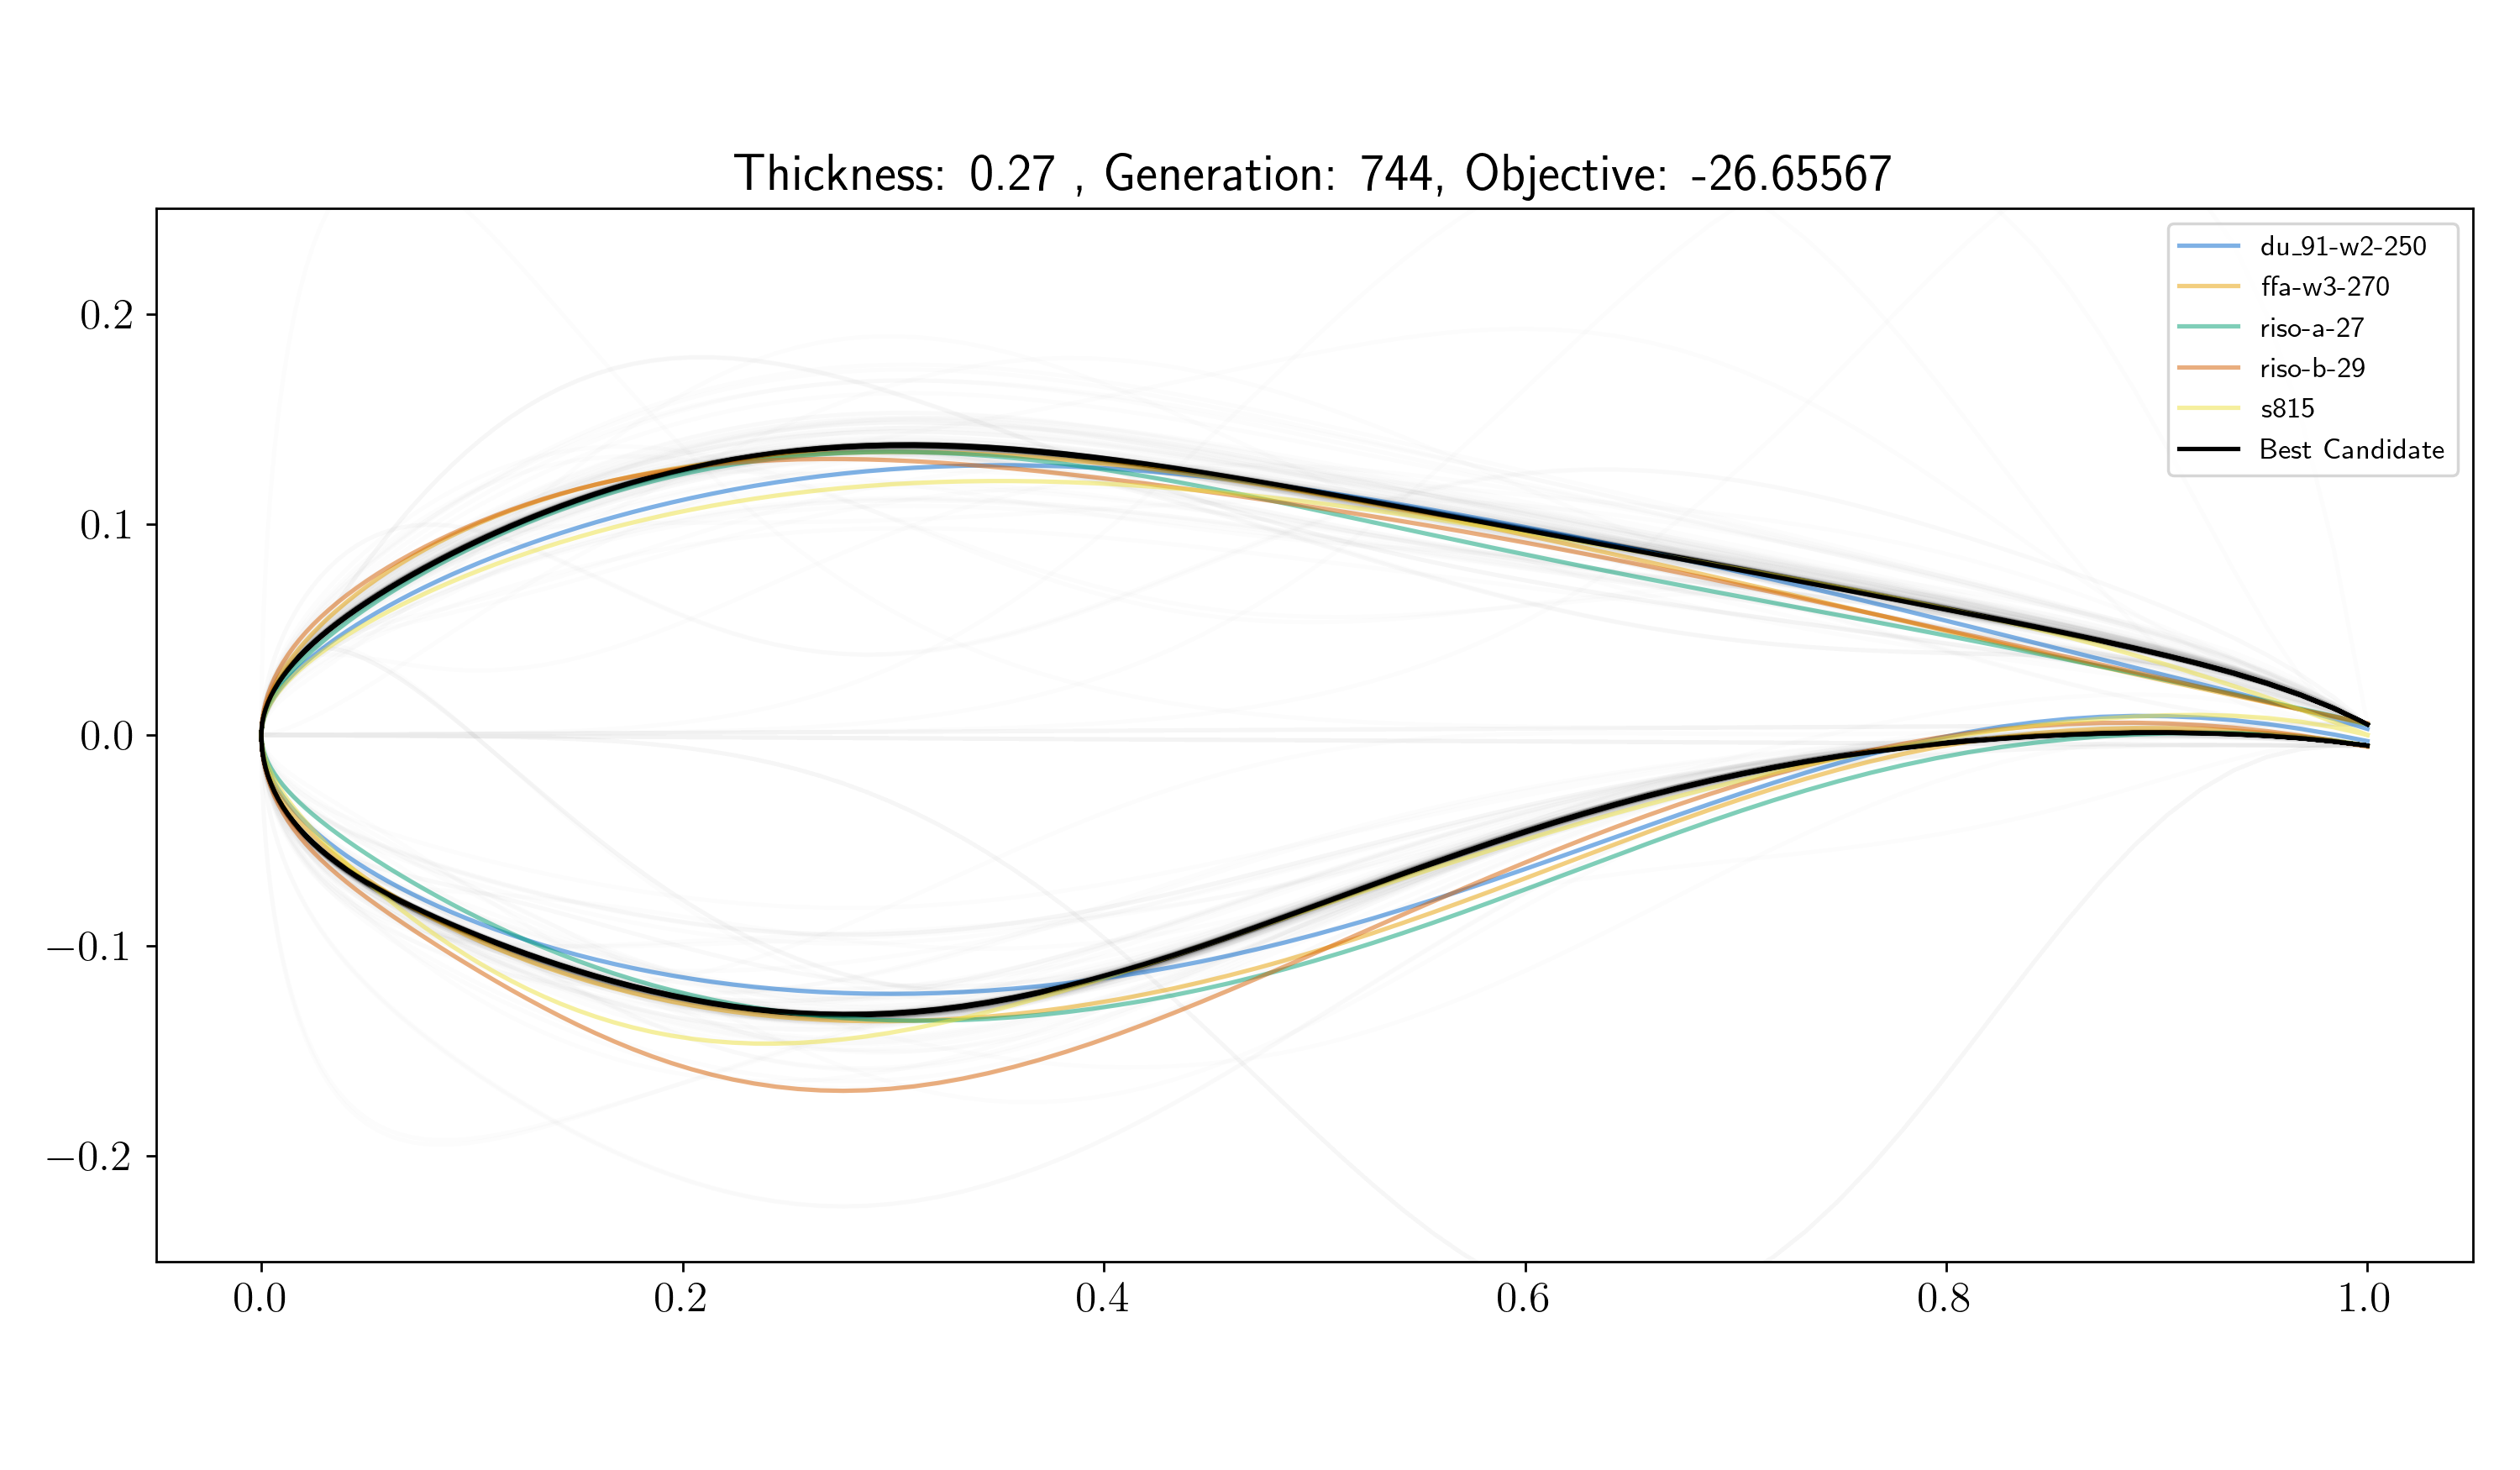 Thickness: 0.27 , Generation: 744, Objective: -26.65567
du_91-w2-250
ffa-w3-270
riso-a-27
riso-b-29
s815
Best Candidate
0.2
0.1
0.0
−0.1
−0.2
0.0 0.2 0.4 0.6 0.8 1.0